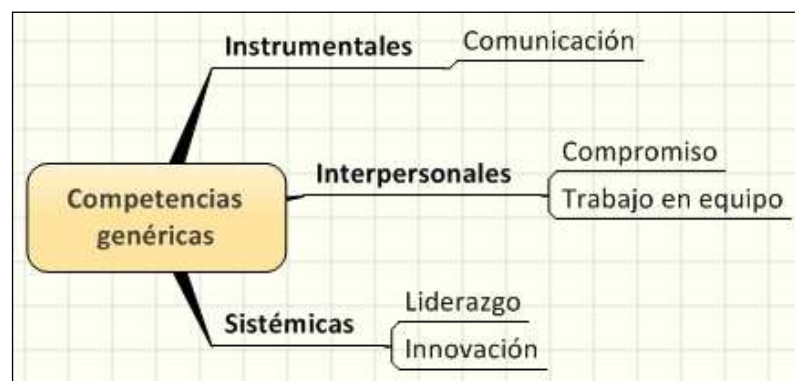 Instrumentales
Comunicación
Competencias
genéricas
Interpersonales
Compromiso
Trabajo en equipo
Sistémicas
Liderazgo
Innovación